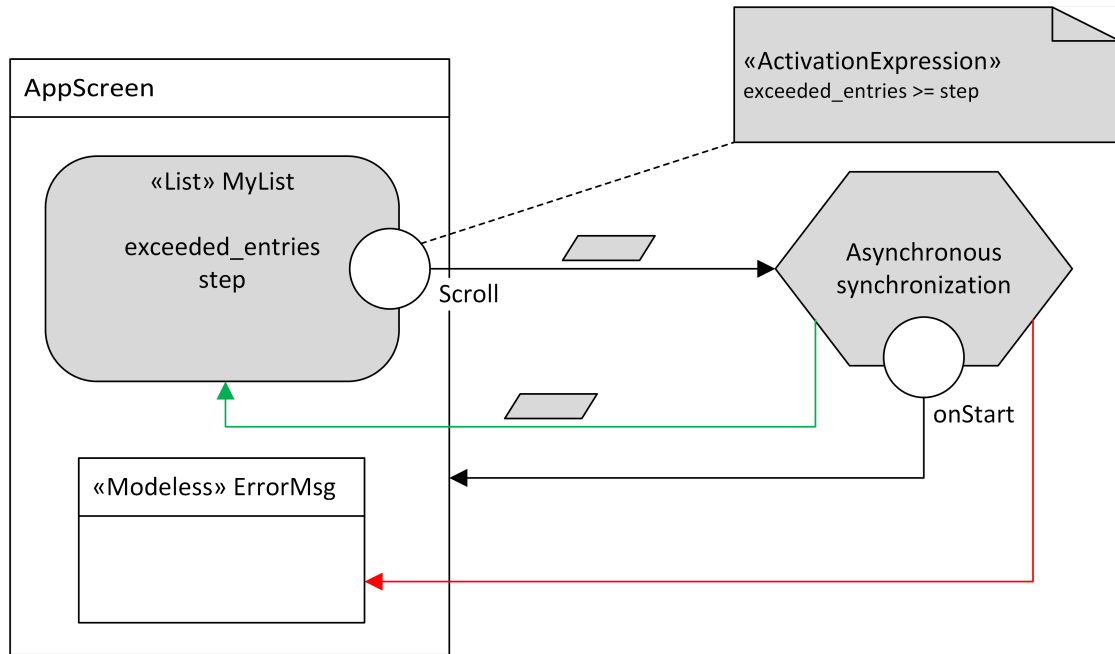 «ActivationExpression»
exceeded_entries >= step
AppScreen
«List» MyList
exceeded_entries
step
Scroll
Asynchronous
synchronization
onStart
«Modeless» ErrorMsg